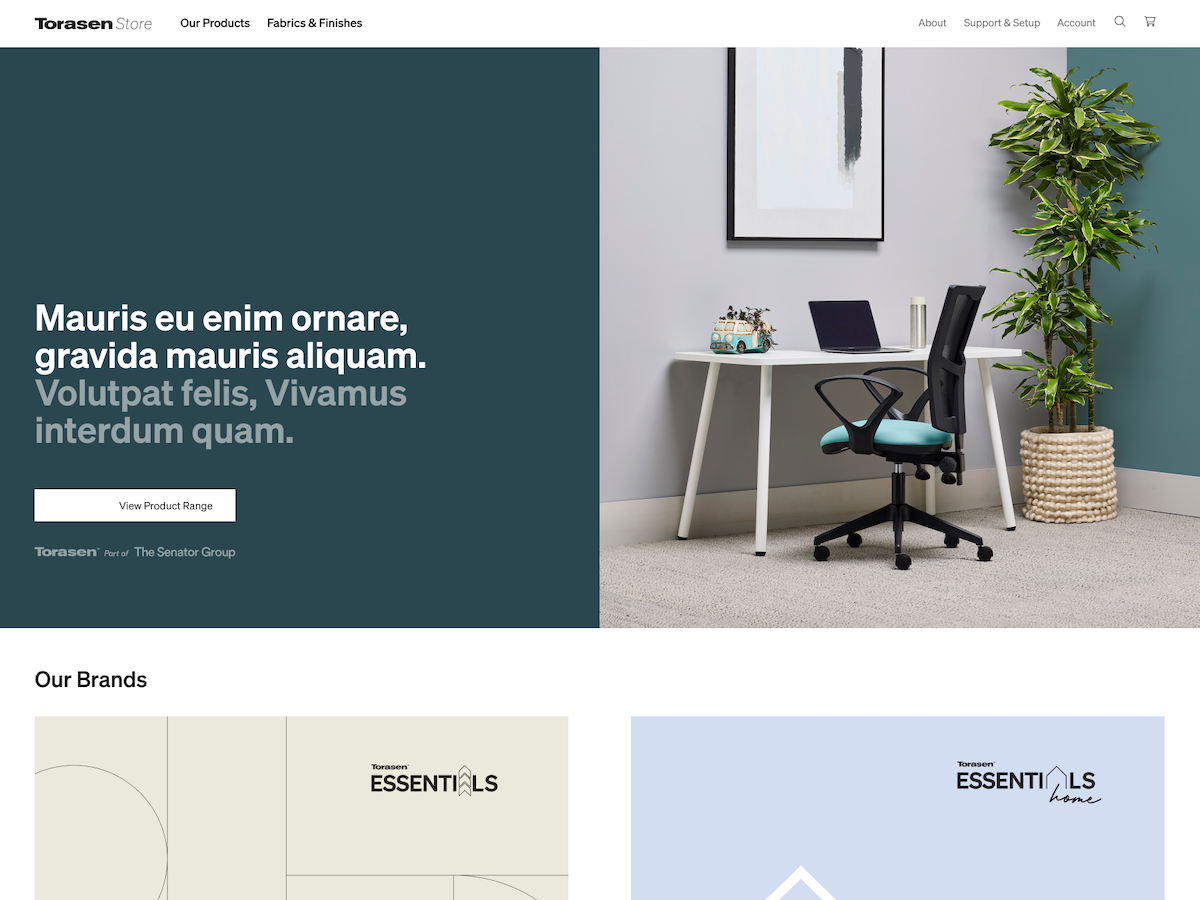 Torasen Store
Our Products
Fabrics & Finishes
About
Support & Setup
Account
Mauris eu enim ornare,
gravida mauris aliquam.
Volutpat felis, Vivamus
interdum quam.
View Product Range
Torasen Part of The Senator Group
Our Brands
Torasen
ESSENTIALS
Torasen
ESSENTIALS
home